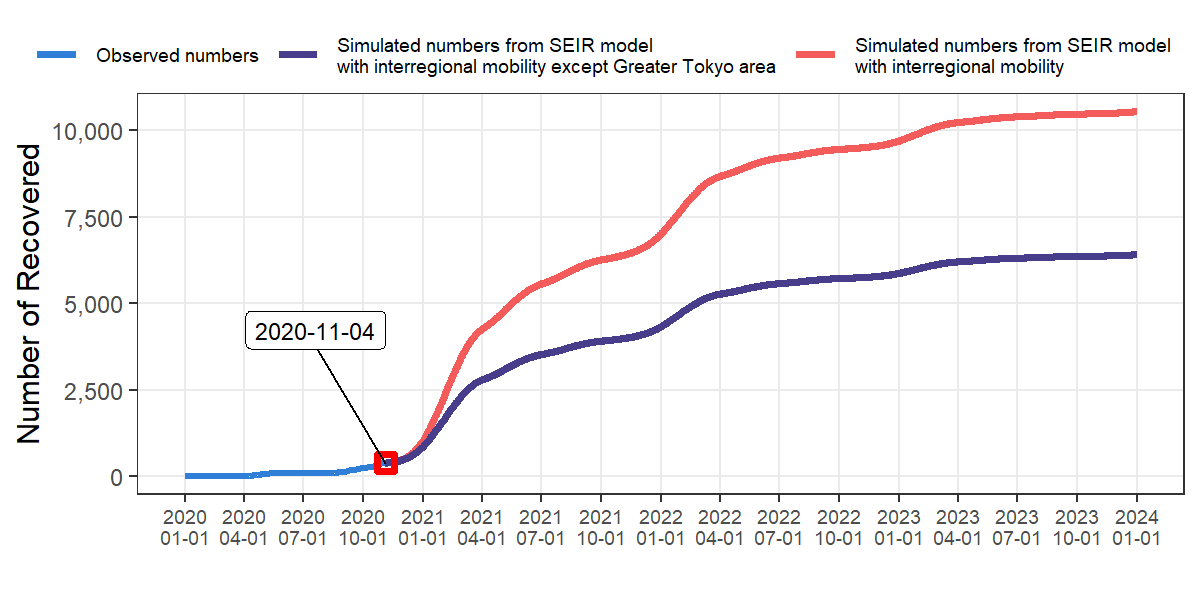 Observed numbers
Simulated numbers from SEIR model
with interregional mobility except Greater Tokyo area
Simulated numbers from SEIR model
with interregional mobility
Number of Recovered
10,000
7,500
5,000
2,500
0
2020-11-04
2020 2020 2020 2020 2021 2021 2021 2021 2022 2022 2022 2022 2023 2023 2023 2023 2024
01-01 04-01 07-01 10-01 01-01 04-01 07-01 10-01 01-01 04-01 07-01 10-01 01-01 04-01 07-01 10-01 01-01